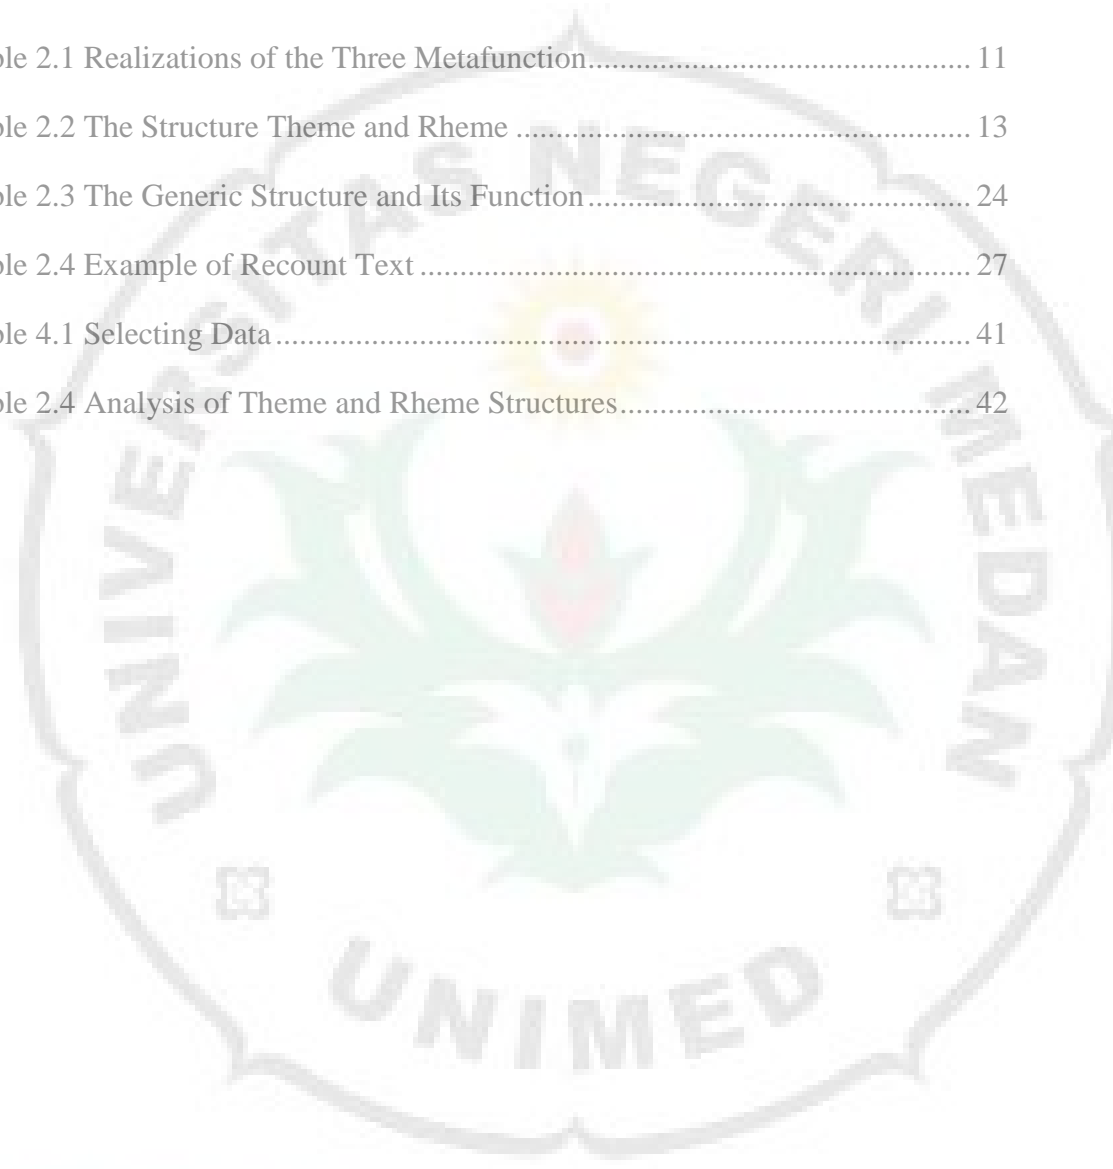 ble 2.1 Realizations of the Three Metafunction.............................................. 11
ble 2.2 The Structure Theme and Rheme ....................................................... 13
ble 2.3 The Generic Structure and Its Function.............................................. 24
ble 2.4 Example of Recount Text .................................................................. 27
ble 4.1 Selecting Data.................................................................................... 41
ble 2.4 Analysis of Theme and Rheme Structures.......................................... 42
UNIVERSITAS NEGERI MEDAN
UNIMED